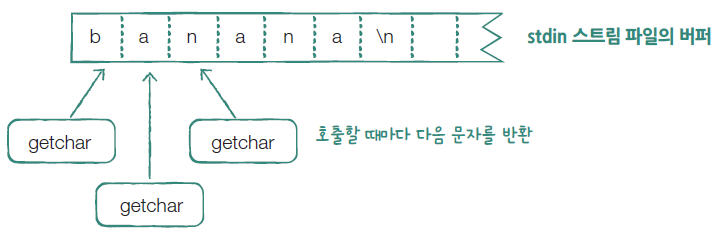 b a n a n a \n
stdin 스트림 파일의 버퍼
getchar
getchar
호출할 때마다 다음 문자를 반환
getchar